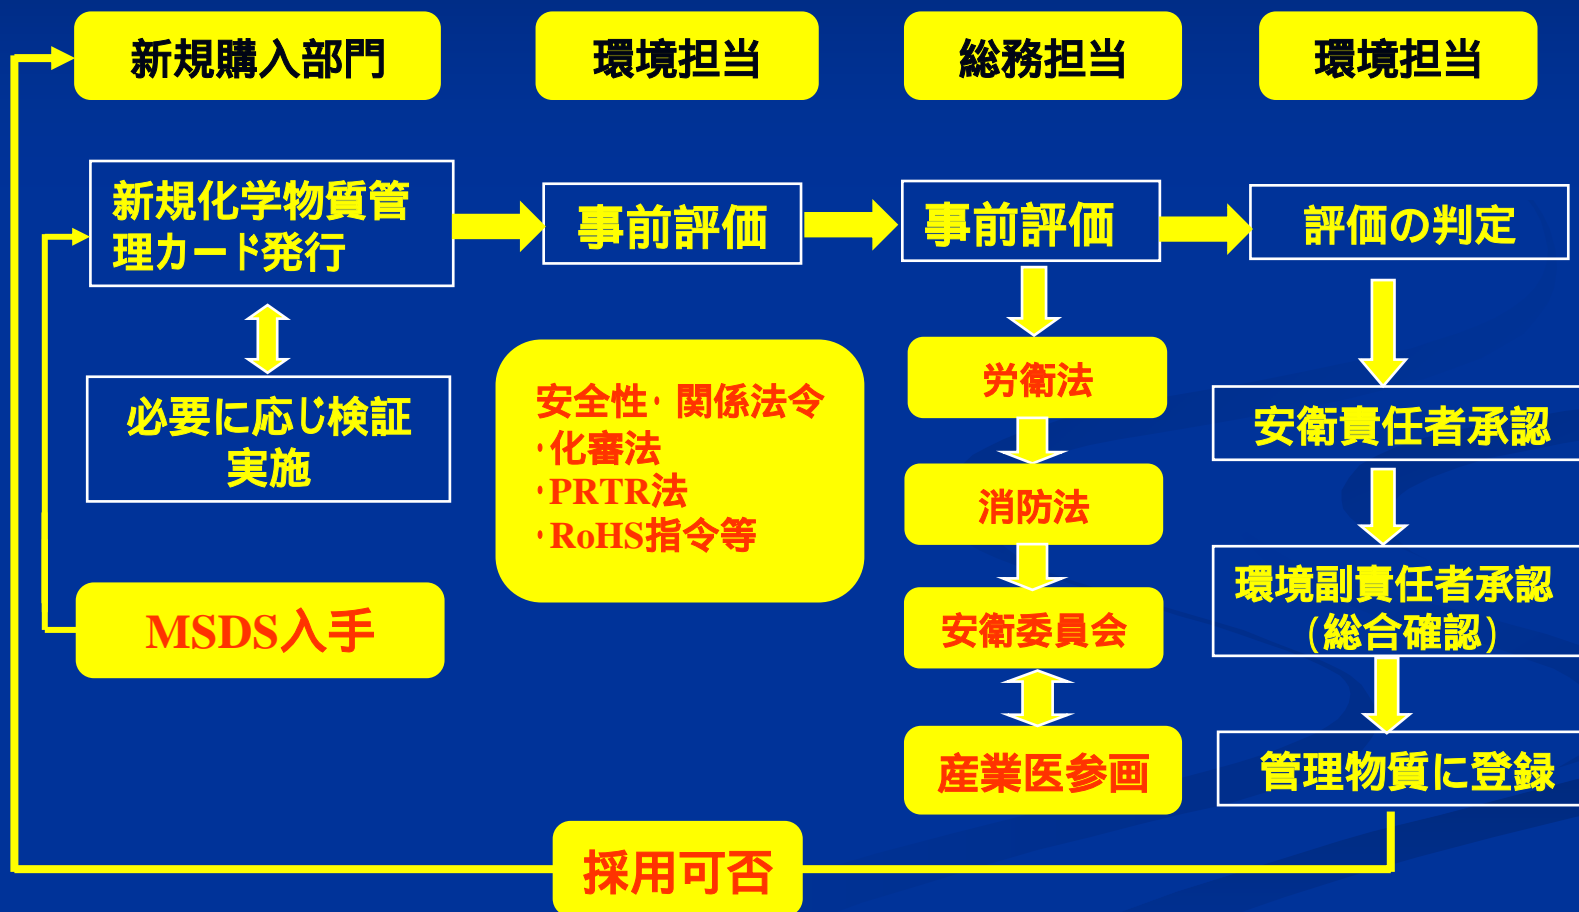 新規購入部門
環境担当
総務担当
環境担当
新規化学物質管
理カード発行
事前評価
事前評価
評価の判定
必要に応じ検証
実施
安全性・関係法令
・化審法
・PRTR法
・RoHS指令等
労衛法
消防法
安衛委員会
産業医参画
安衛責任者承認
環境副責任者承認
(総合確認)
管理物質に登録
MSDS入手
採用可否